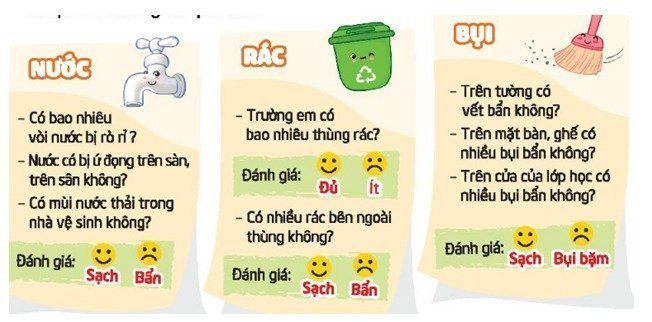 NƯỚC
- Có bao nhiêu
vòi nước bị rò rỉ?
- Nước có bị ứ đọng trên sàn,
trên sân không?
- Có mùi nước thải trong
nhà vệ sinh không?
Đánh giá:
Sạch Bẩn
RÁC
- Trường em có
bao nhiêu thùng rác?
Đánh giá:
Đủ Ít
- Có nhiều rác bên ngoài
thùng không?
Đánh giá:
Sạch Bẩn
BỤI
- Trên tường có
vết bẩn không?
- Trên mặt bàn, ghế có
nhiều bụi bẩn không?
- Trên cửa của lớp học có
nhiều bụi bẩn không?
Đánh giá:
Sạch Bụi bặm